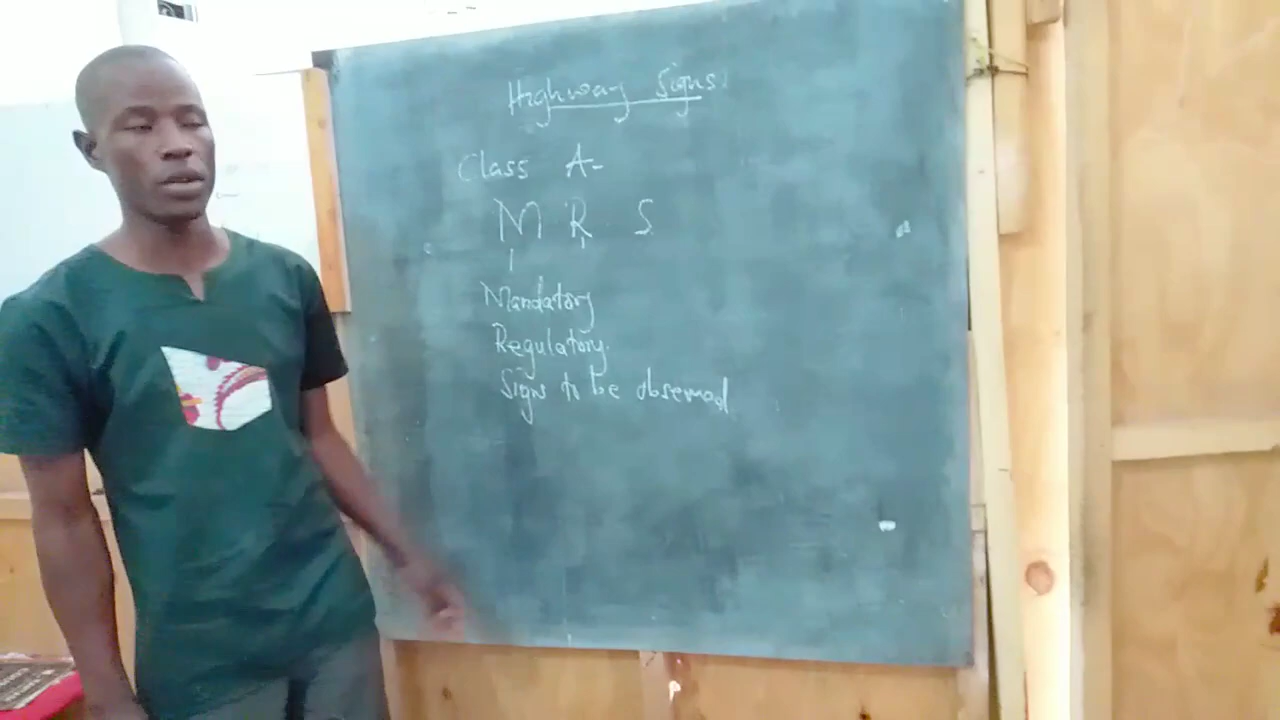 Highway Signs.
Class A-
M R S
Mandatory
Regulatory.
Signs to be observed